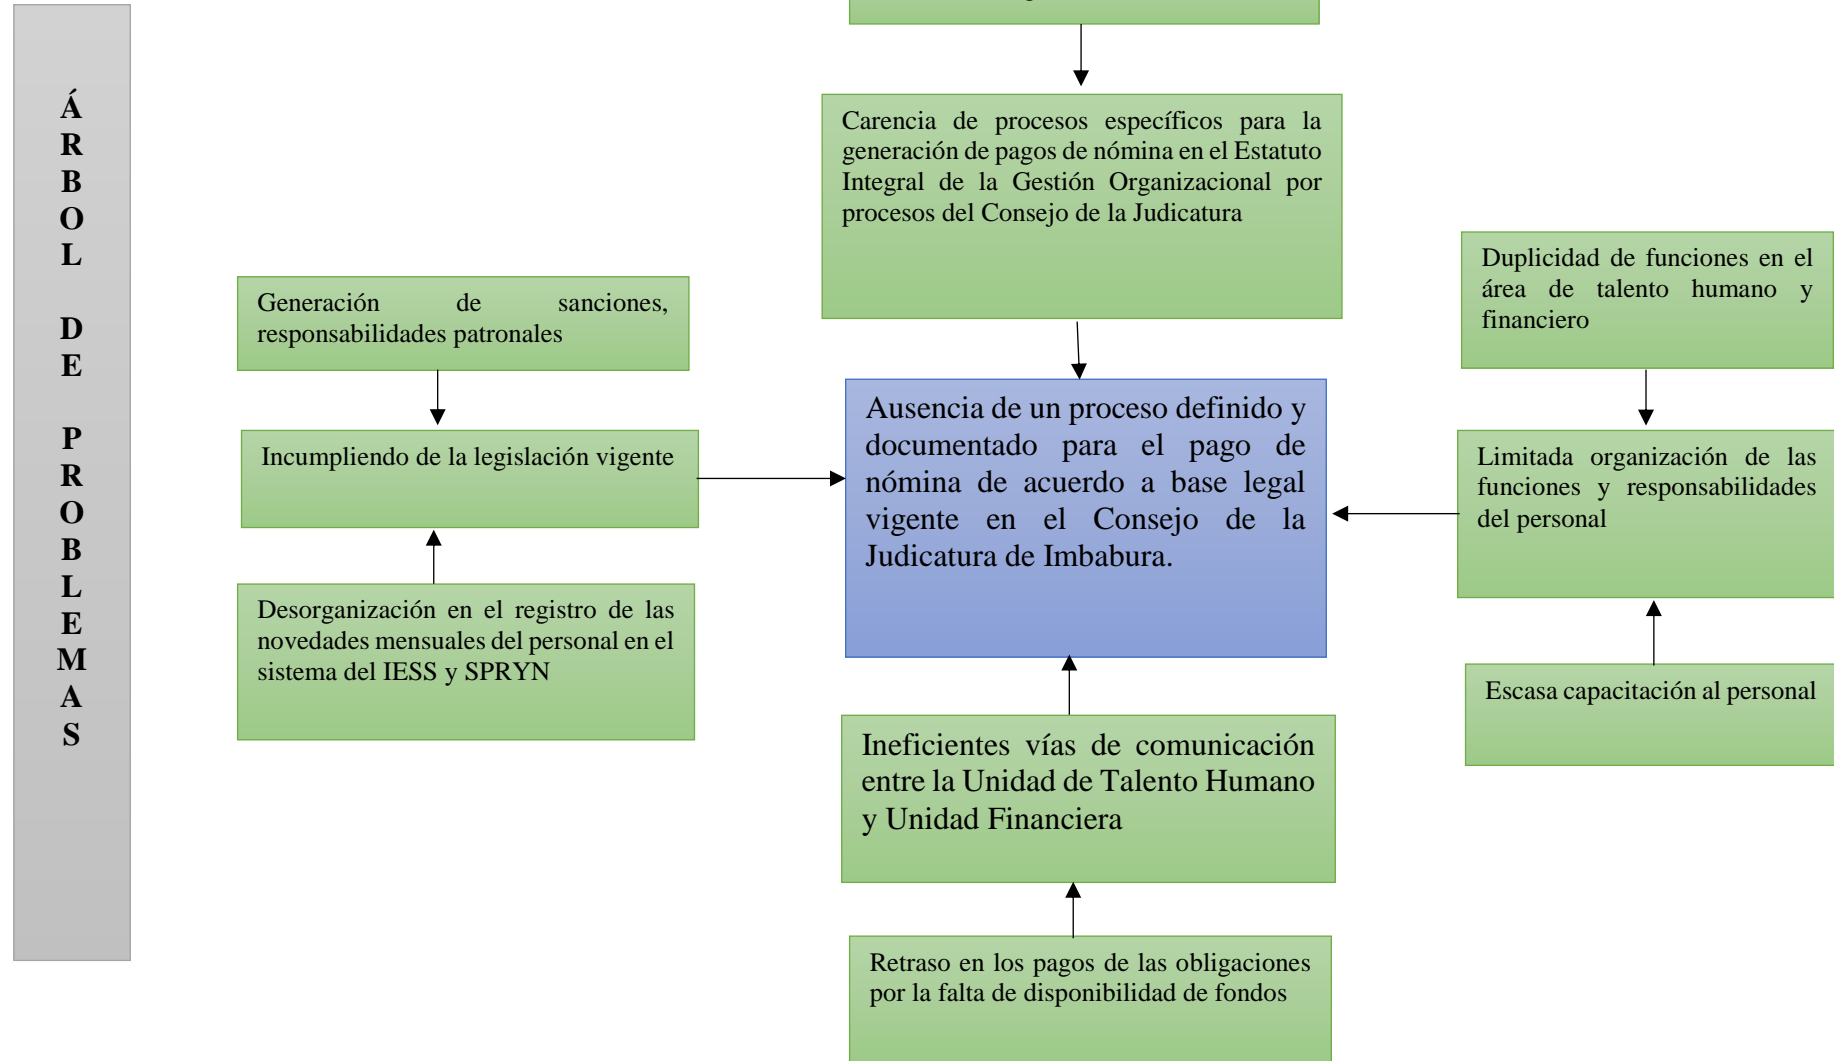 Á
R
B
O
L
D
E
P
R
O
B
L
E
M
A
S
Carencia de procesos específicos para la
generación de pagos de nómina en el Estatuto
Integral de la Gestión Organizacional por
procesos del Consejo de la Judicatura
Generación de sanciones,
responsabilidades patronales
Duplicidad de funciones en el
área de talento humano y
financiero
Incumpliendo de la legislación vigente
Ausencia de un proceso definido y
documentado para el pago de
nómina de acuerdo a base legal
vigente en el Consejo de la
Judicatura de Imbabura.
Limitada organización de las
funciones y responsabilidades
del personal
Desorganización en el registro de las
novedades mensuales del personal en el
sistema del IESS y SPRYN
Escasa capacitación al personal
Ineficientes vías de comunicación
entre la Unidad de Talento Humano
y Unidad Financiera
Retraso en los pagos de las obligaciones
por la falta de disponibilidad de fondos